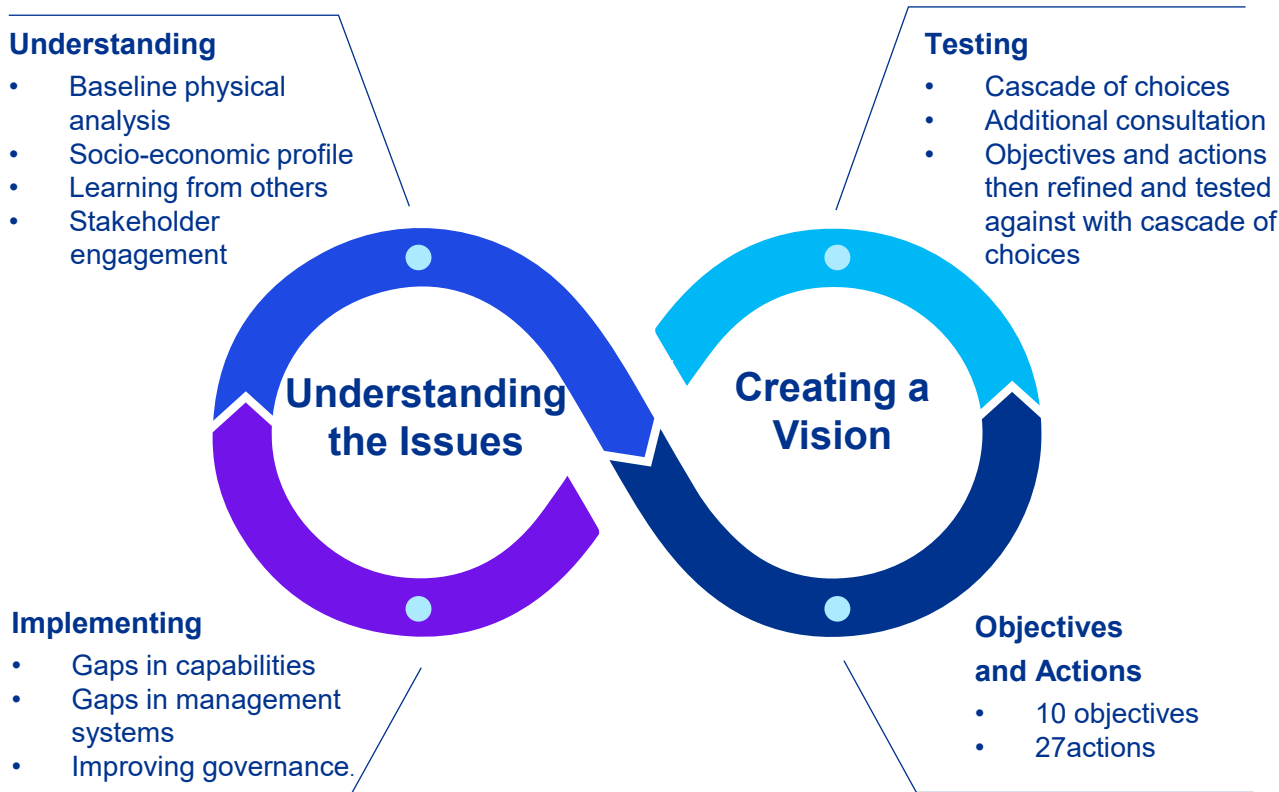 Understanding
• Baseline physical
analysis
• Socio-economic profile
• Learning from others
• Stakeholder
engagement
Testing
• Cascade of choices
• Additional consultation
• Objectives and actions
then refined and tested
against with cascade of
choices
Understanding
the Issues
Creating a
Vision
Implementing
• Gaps in capabilities
• Gaps in management
systems
• Improving governance.
Objectives
and Actions
• 10 objectives
• 27actions